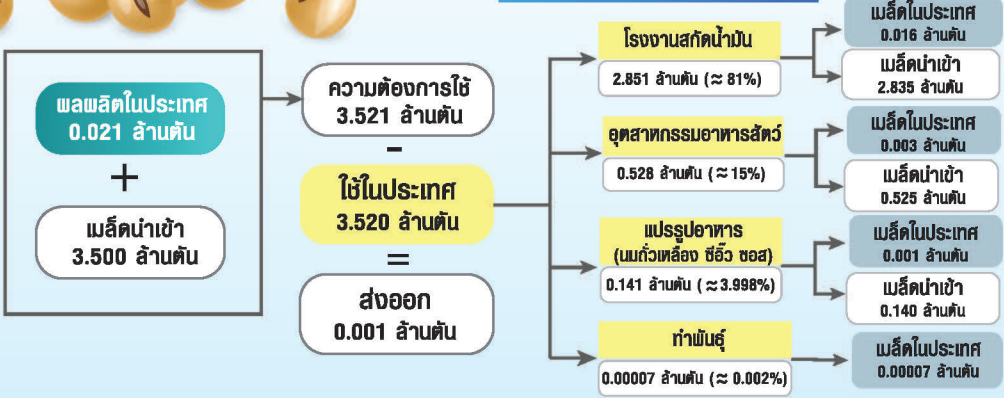 ผลผลิตในประเทศ
0.021 ล้านตัน
+
เมล็ดนำเข้า
3.500 ล้านตัน
ความต้องการใช้
3.521 ล้านตัน
-
ใช้ในประเทศ
3.520 ล้านตัน
=
ส่งออก
0.001 ล้านตัน
โรงงานสกัดน้ำมัน
2.851 ล้านตัน (≈ 81%)
เมล็ดในประเทศ
0.016 ล้านตัน
เมล็ดนำเข้า
2.835 ล้านตัน
อุตสาหกรรมอาหารสัตว์
0.528 ล้านตัน (≈ 15%)
เมล็ดในประเทศ
0.003 ล้านตัน
เมล็ดนำเข้า
0.525 ล้านตัน
แปรรูปอาหาร
(นมถั่วเหลือง ซีอิ๊ว ซอส)
0.141 ล้านตัน (≈3.998%)
เมล็ดในประเทศ
0.001 ล้านตัน
เมล็ดนำเข้า
0.140 ล้านตัน
ทำพันธุ์
0.00007 ล้านตัน (≈ 0.002%)
เมล็ดในประเทศ
0.00007 ล้านตัน